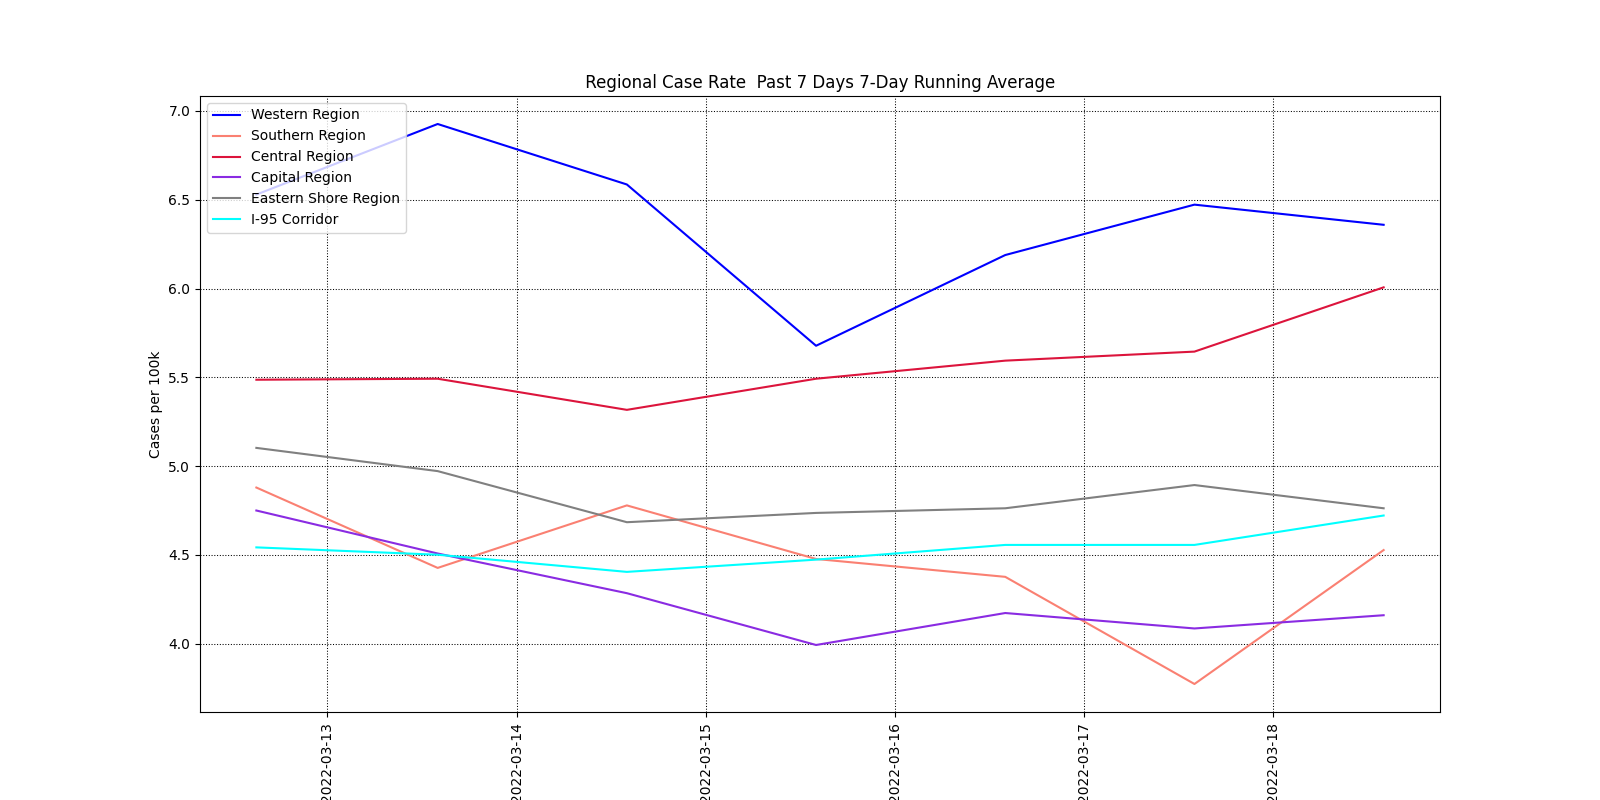 Regional Case Rate  Past 7 Days 7-Day Running Average
Western Region
Southern Region
Central Region
Capital Region
Eastern Shore Region
I-95 Corridor
Cases per 100k
7.0
6.5
6.0
5.5
5.0
4.5
4.0
2022-03-13
2022-03-14
2022-03-15
2022-03-16
2022-03-17
2022-03-18